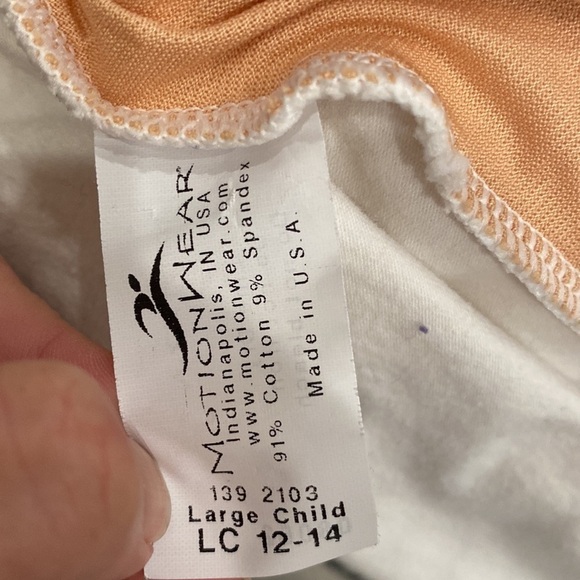 MOTIONWEAR
Indianapolis, IN USA
www.motionwear.com
91% Cotton 9% Spandex
Made in U.S.A.
139 2103
Large Child
LC 12-14